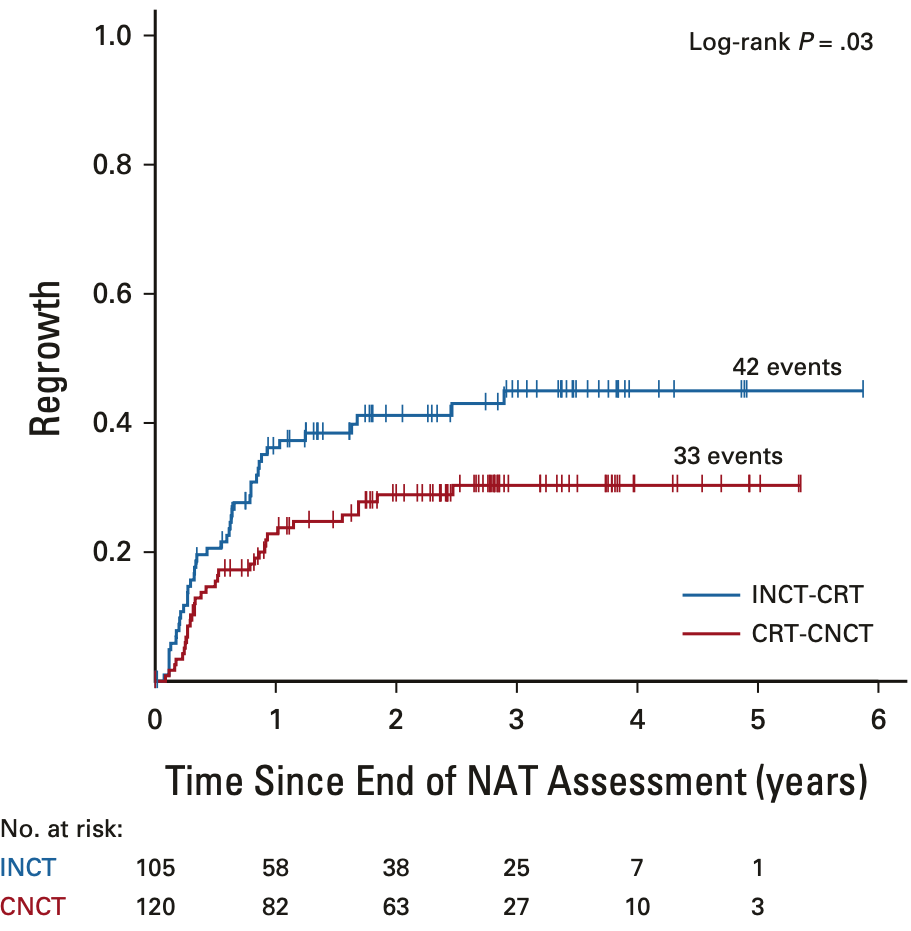 1.0
Log-rank P = .03
0.8
0.6
42 events
0.4
33 events
0.2
INCT-CRT
CRT-CNCT
Regrowth
0 1 2 3 4 5 6
Time Since End of NAT Assessment (years)
No. at risk:
INCT 105 58 38 25 7 1
CNCT 120 82 63 27 10 3